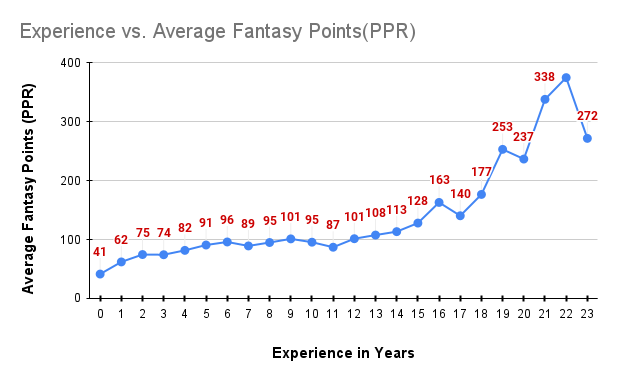 Experience vs. Average Fantasy Points(PPR)
Average Fantasy Points (PPR)
400
300
200
100
0
41 62 75 74 82 91 96 89 95 101 95 87 101 108 113 128 163 140 177 253 237 338 272
0 1 2 3 4 5 6 7 8 9 10 11 12 13 14 15 16 17 18 19 20 21 22 23
Experience in Years